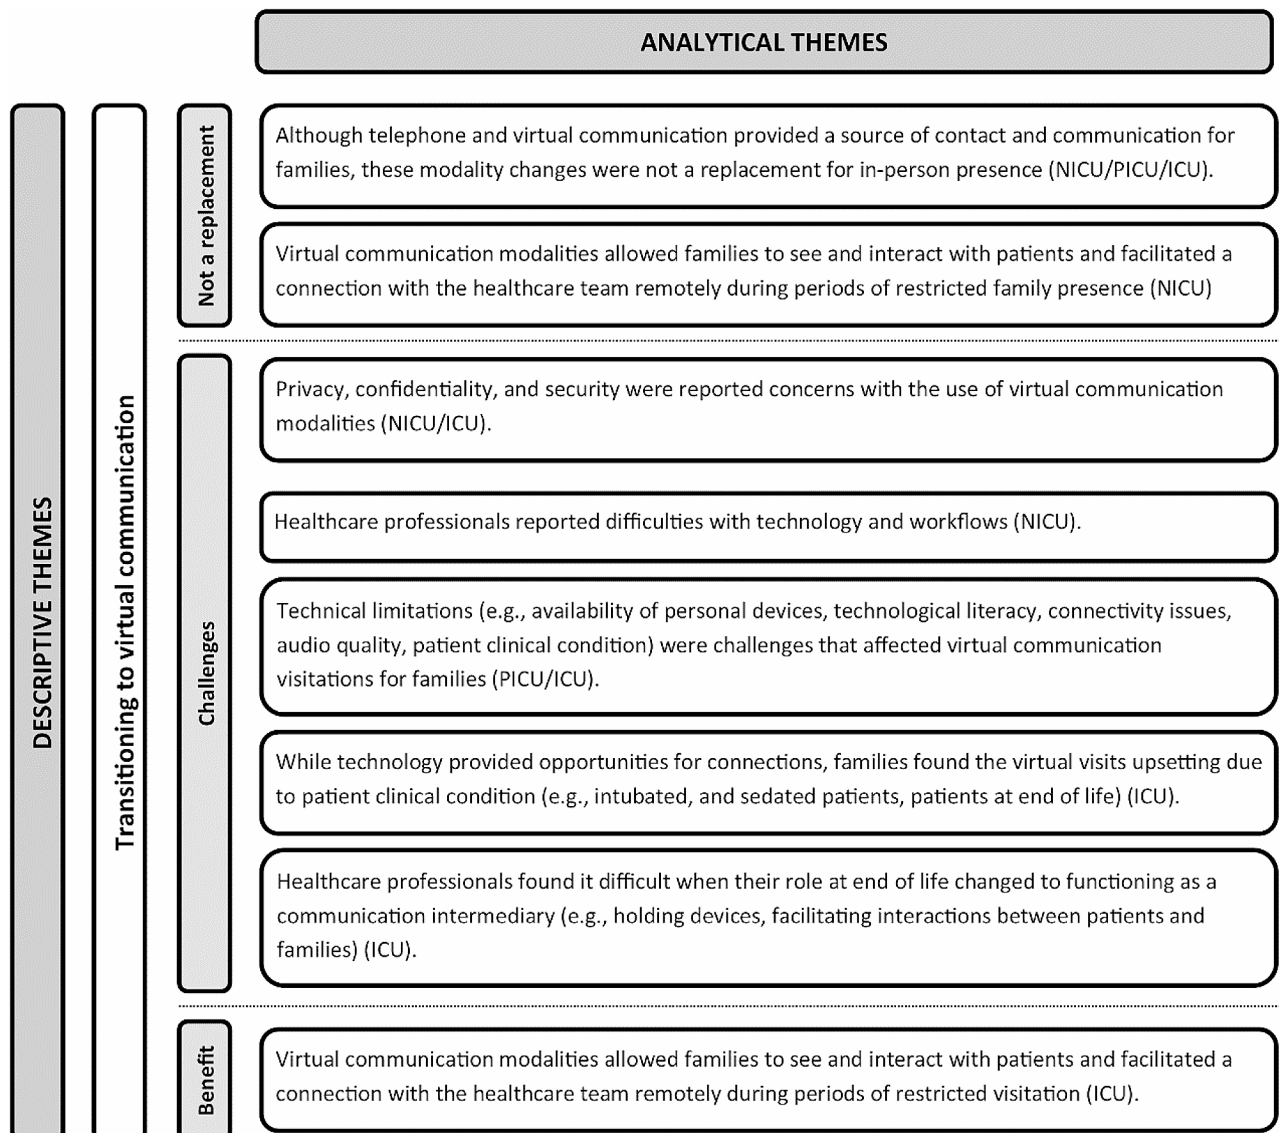 ANALYTICAL THEMES
DESCRIPTIVE THEMES
Transitioning to virtual communication
Not a replacement
Although telephone and virtual communication provided a source of contact and communication for
families, these modality changes were not a replacement for in-person presence (NICU/PICU/ICU).
Virtual communication modalities allowed families to see and interact with patients and facilitated a
connection with the healthcare team remotely during periods of restricted family presence (NICU)
Challenges
Privacy, confidentiality, and security were reported concerns with the use of virtual communication
modalities (NICU/ICU).
Healthcare professionals reported difficulties with technology and workflows (NICU).
Technical limitations (e.g., availability of personal devices, technological literacy, connectivity issues,
audio quality, patient clinical condition) were challenges that affected virtual communication
visitations for families (PICU/ICU).
While technology provided opportunities for connections, families found the virtual visits upsetting due
to patient clinical condition (e.g., intubated, and sedated patients, patients at end of life) (ICU).
Healthcare professionals found it difficult when their role at end of life changed to functioning as a
communication intermediary (e.g., holding devices, facilitating interactions between patients and
families) (ICU).
Benefit
Virtual communication modalities allowed families to see and interact with patients and facilitated a
connection with the healthcare team remotely during periods of restricted visitation (ICU).